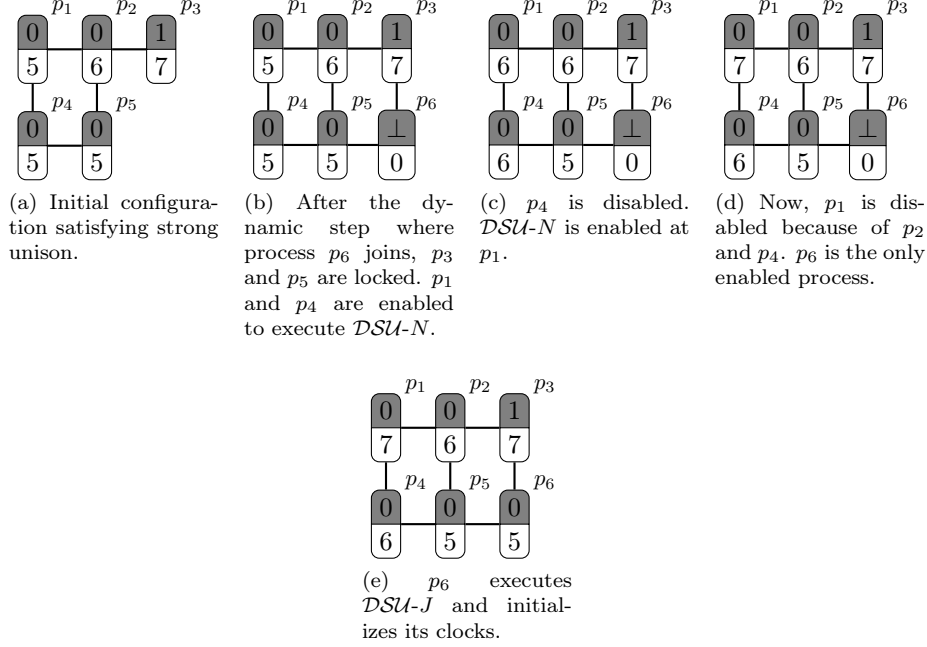 p1 p2 p3
0 0 1
5 6 7
p4 p5
0 0
5 5
(a) Initial configura-
tion satisfying strong
unison.
p1 p2 p3
0 0 1
5 6 7
p4 p5 p6
0 0 ⊥
5 5 0
(b) After the dy-
namic step where
process p6 joins, p3
and p5 are locked. p1
and p4 are enabled
to execute DSU-N.
p1 p2 p3
0 0 1
6 6 7
p4 p5 p6
0 0 ⊥
6 5 0
(c) p4 is disabled.
DSU-N is enabled at
p1.
p1 p2 p3
0 0 1
7 6 7
p4 p5 p6
0 0 ⊥
6 5 0
(d) Now, p1 is dis-
abled because of p2
and p4. p6 is the only
enabled process.
p1 p2 p3
0 0 1
7 6 7
p4 p5 p6
0 0 0
6 5 5
(e) p6 executes
DSU-J and initial-
izes its clocks.